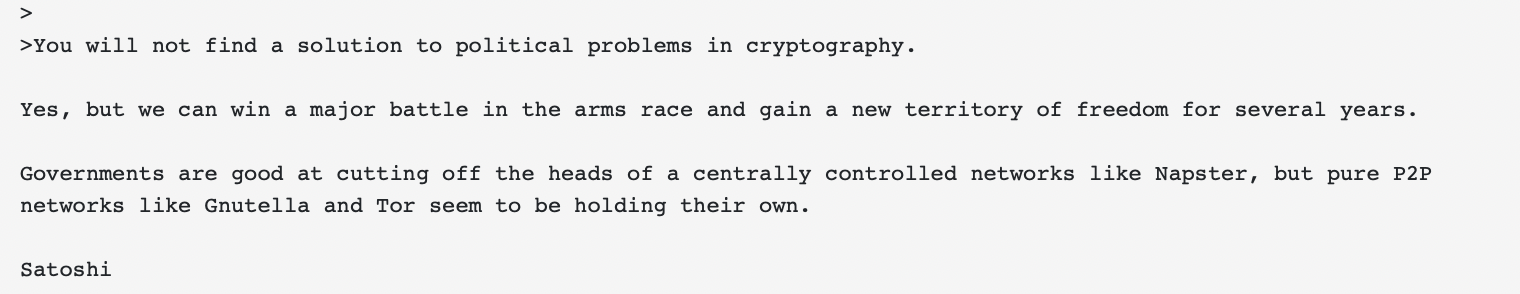 >
>You will not find a solution to political problems in cryptography.
Yes, but we can win a major battle in the arms race and gain a new territory of freedom for several years.
Governments are good at cutting off the heads of a centrally controlled networks like Napster, but pure P2P
networks like Gnutella and Tor seem to be holding their own.
Satoshi